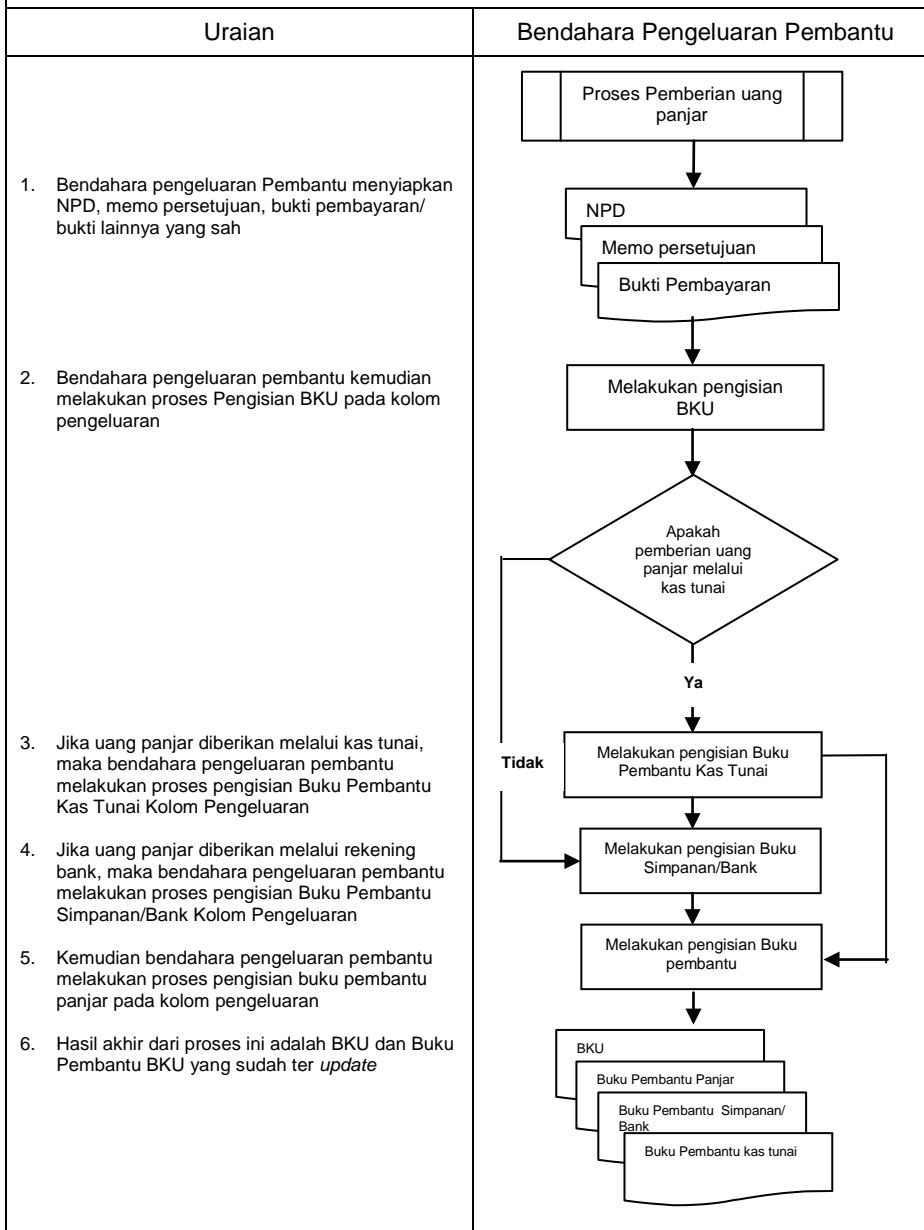 Uraian
Bendahara Pengeluaran Pembantu
Proses Pemberian uang
panjar
1. Bendahara pengeluaran Pembantu menyiapkan
NPD, memo persetujuan, bukti pembayaran/
bukti lainnya yang sah
NPD
Memo persetujuan
Bukti Pembayaran
2. Bendahara pengeluaran pembantu kemudian
melakukan proses Pengisian BKU pada kolom
pengeluaran
Melakukan pengisian
BKU
Apakah
pemberian uang
panjar melalui
kas tunai
Ya
Tidak
3. Jika uang panjar diberikan melalui kas tunai,
maka bendahara pengeluaran pembantu
melakukan proses pengisian Buku Pembantu
Kas Tunai Kolom Pengeluaran
Melakukan pengisian Buku
Pembantu Kas Tunai
4. Jika uang panjar diberikan melalui rekening
bank, maka bendahara pengeluaran pembantu
melakukan proses pengisian Buku Pembantu
Simpanan/Bank Kolom Pengeluaran
Melakukan pengisian Buku
Simpanan/Bank
5. Kemudian bendahara pengeluaran pembantu
melakukan proses pengisian buku pembantu
panjar pada kolom pengeluaran
Melakukan pengisian Buku
pembantu
6. Hasil akhir dari proses ini adalah BKU dan Buku
Pembantu BKU yang sudah ter update
BKU
Buku Pembantu Panjar
Buku Pembantu Simpanan/
Bank
Buku Pembantu kas tunai